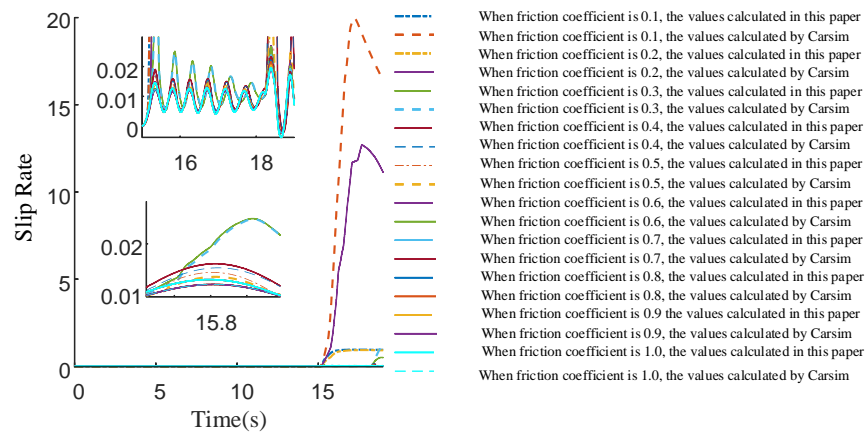 20
15
10
5
0
Slip Rate
0.02
0.01
0
16
18
0.02
0.01
15.8
0
5
10
15
Time(s)
When friction coefficient is 0.1, the values calculated in this paper
When friction coefficient is 0.1, the values calculated by Carsim
When friction coefficient is 0.2, the values calculated in this paper
When friction coefficient is 0.2, the values calculated by Carsim
When friction coefficient is 0.3, the values calculated in this paper
When friction coefficient is 0.3, the values calculated by Carsim
When friction coefficient is 0.4, the values calculated in this paper
When friction coefficient is 0.4, the values calculated by Carsim
When friction coefficient is 0.5, the values calculated in this paper
When friction coefficient is 0.5, the values calculated by Carsim
When friction coefficient is 0.6, the values calculated in this paper
When friction coefficient is 0.6, the values calculated by Carsim
When friction coefficient is 0.7, the values calculated in this paper
When friction coefficient is 0.7, the values calculated by Carsim
When friction coefficient is 0.8, the values calculated in this paper
When friction coefficient is 0.8, the values calculated by Carsim
When friction coefficient is 0.9 the values calculated in this paper
When friction coefficient is 0.9, the values calculated by Carsim
When friction coefficient is 1.0, the values calculated in this paper
When friction coefficient is 1.0, the values calculated by Carsim